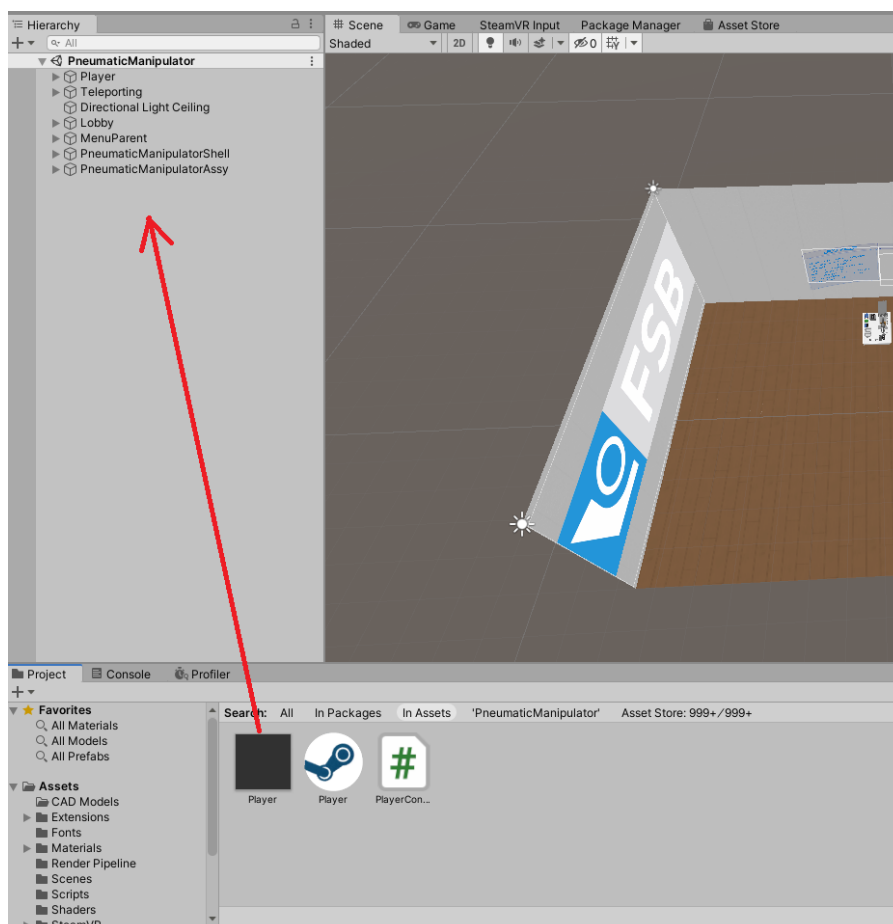 Hierarchy
All
PneumaticManipulator
Player
Teleporting
Directional Light Ceiling
Lobby
MenuParent
PneumaticManipulatorShell
PneumaticManipulatorAssy
Scene Game SteamVR Input Package Manager Asset Store
Shaded 2D 0
FSB
Project Console Profiler
Favorites
All Materials
All Models
All Prefabs
Assets
CAD Models
Extensions
Fonts
Materials
Render Pipeline
Scenes
Scripts
Shaders
SteamVR
Search: All In Packages In Assets 'PneumaticManipulator' Asset Store: 999+/999+
Player Player PlayerCon...
#